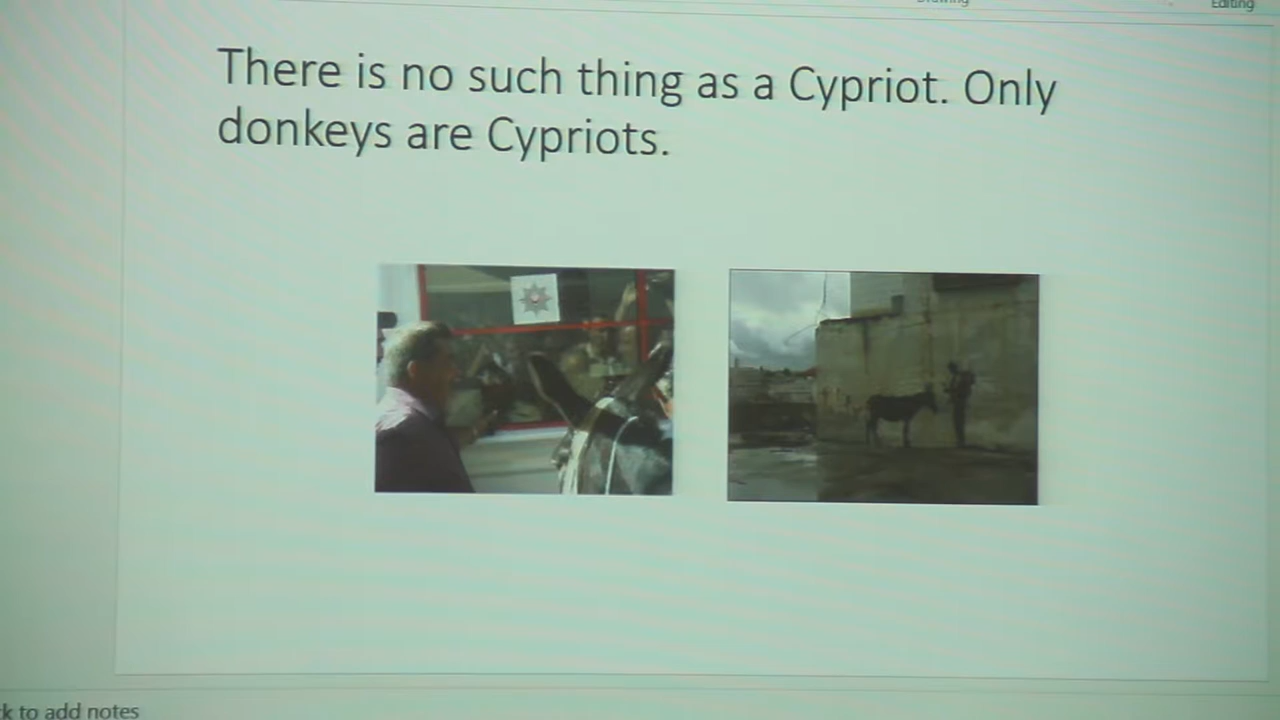 Editing
There is no such thing as a Cypriot. Only
donkeys are Cypriots.
k to add notes